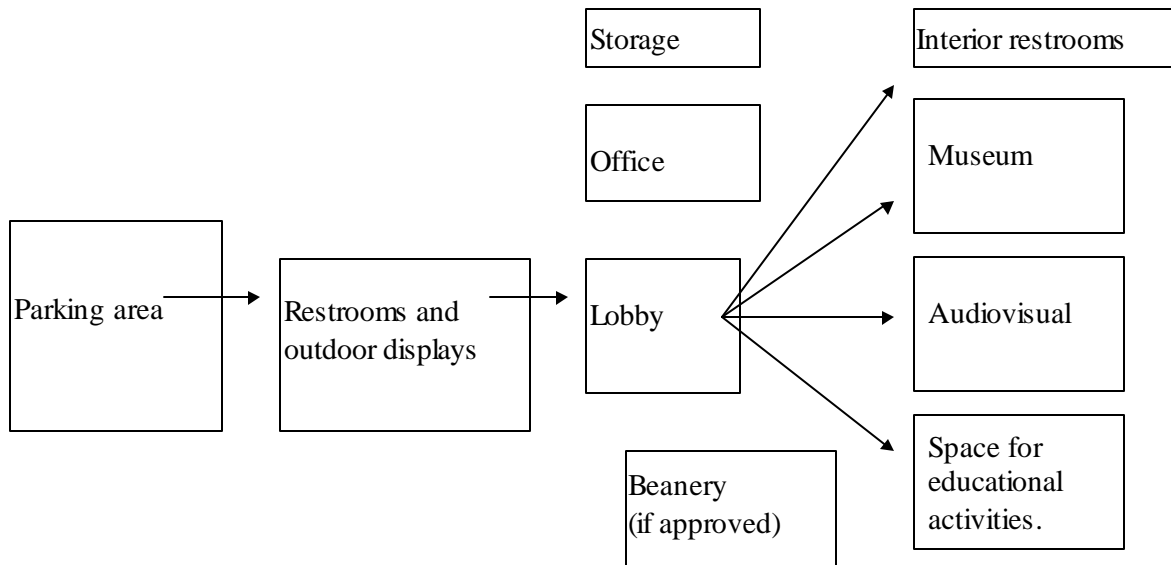 Storage
Interior restrooms
Office
Museum
Parking area
Restrooms and
outdoor displays
Lobby
Audiovisual
Beanery
(if approved)
Space for
educational
activities.